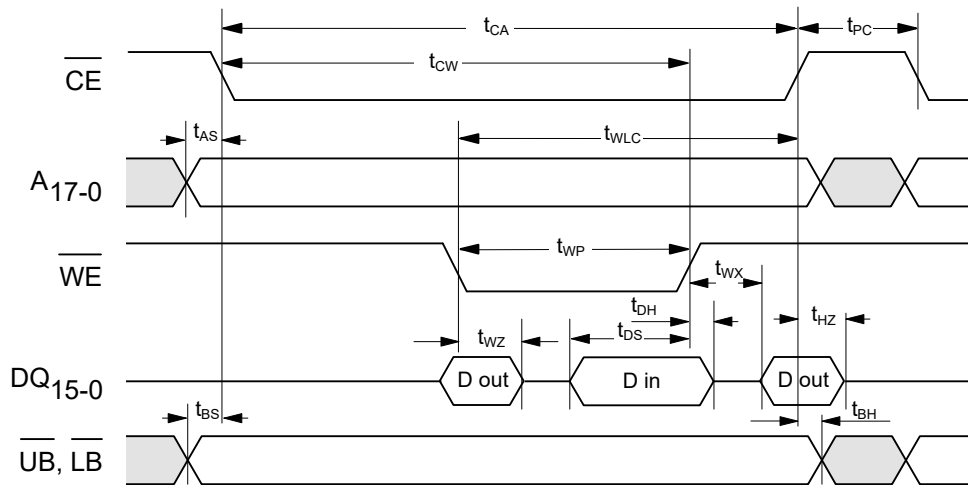 tCA
tPC
CE
tCW
tAS
tWLC
A17-0
WE
tWP
tWX
tDH
tHZ
tWZ
tDS
DQ15-0
D out
D in
D out
tBS
tBH
UB, LB